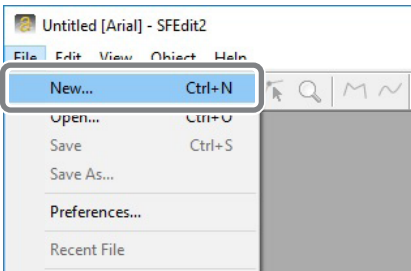 Untitled [Arial] - SFEdit2
File Edit View Object Help
New... Ctrl+N
Open... Ctrl+O
Save Ctrl+S
Save As...
Preferences...
Recent File